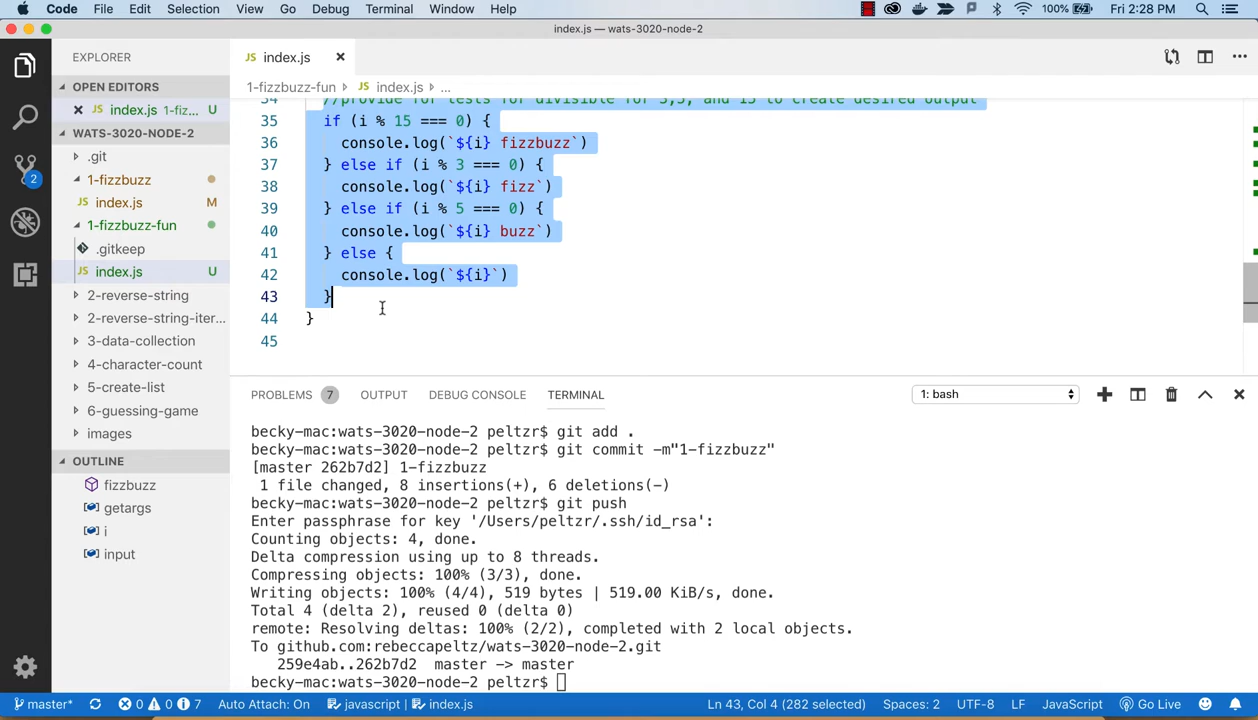 Code File Edit Selection View Go Debug Terminal Window Help 100% Fri 2:28 PM
index.js — wats-3020-node-2
EXPLORER
OPEN EDITORS
JS index.js 1-fiz... U
WATS-3020-NODE-2
.git
1-fizzbuzz
JS index.js M
1-fizzbuzz-fun
.gitkeep
JS index.js U
2-reverse-string
2-reverse-string-iter...
3-data-collection
4-character-count
5-create-list
6-guessing-game
images
OUTLINE
fizzbuzz
getargs
i
input
2
JS index.js
1-fizzbuzz-fun JS index.js ...
34 //provide for tests for divisible for 3,5, and 15 to create desired output
35 if (i % 15 === 0) {
36 console.log(`${i} fizzbuzz`)
37 } else if (i % 3 === 0) {
38 console.log(`${i} fizz`)
39 } else if (i % 5 === 0) {
40 console.log(`${i} buzz`)
41 } else {
42 console.log(`${i}`)
43 }
44 }
45
PROBLEMS 7 OUTPUT DEBUG CONSOLE TERMINAL 1: bash
becky-mac:wats-3020-node-2 peltzr$ git add .
becky-mac:wats-3020-node-2 peltzr$ git commit -m"1-fizzbuzz"
[master 262b7d2] 1-fizzbuzz
1 file changed, 8 insertions(+), 6 deletions(-)
becky-mac:wats-3020-node-2 peltzr$ git push
Enter passphrase for key '/Users/peltzr/.ssh/id_rsa':
Counting objects: 4, done.
Delta compression using up to 8 threads.
Compressing objects: 100% (3/3), done.
Writing objects: 100% (4/4), 519 bytes | 519.00 KiB/s, done.
Total 4 (delta 2), reused 0 (delta 0)
remote: Resolving deltas: 100% (2/2), completed with 2 local objects.
To github.com:rebeccapeltz/wats-3020-node-2.git
259e4ab..262b7d2 master -> master
becky-mac:wats-3020-node-2 peltzr$
master* 0 0 7 Auto Attach: On javascript | index.js Ln 43, Col 4 (282 selected) Spaces: 2 UTF-8 LF JavaScript Go Live